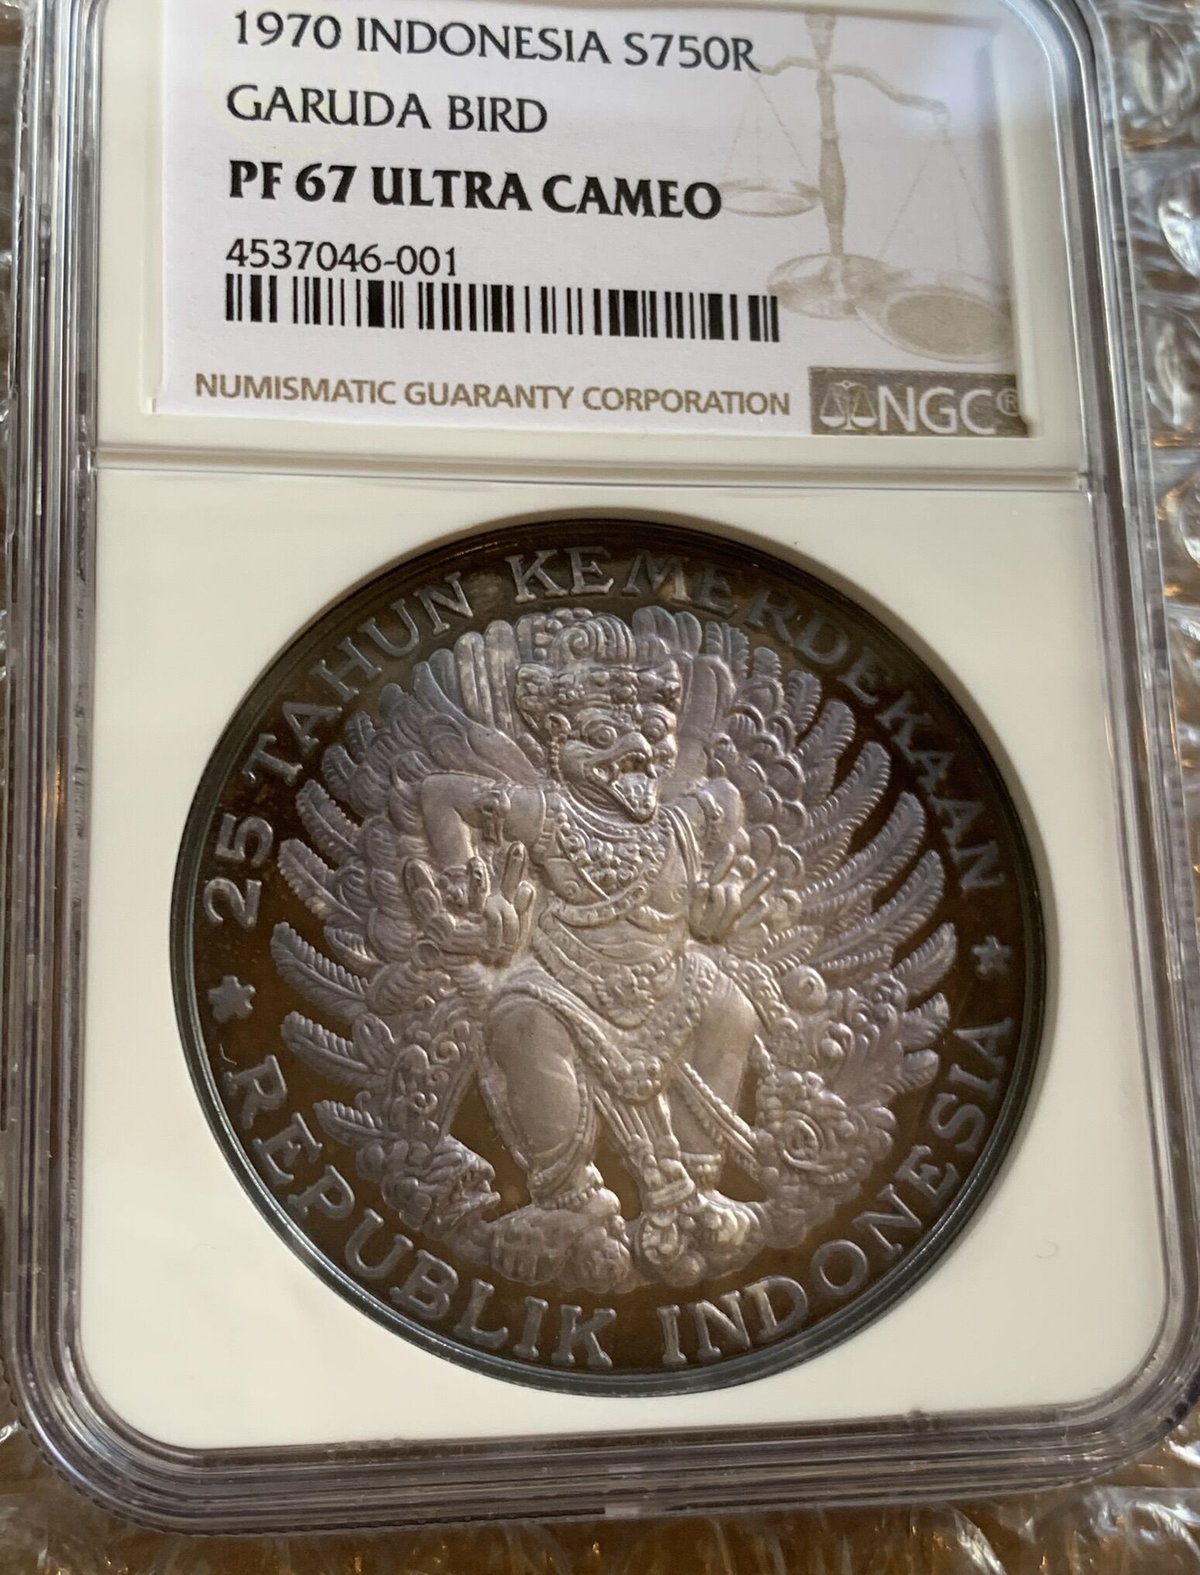 1970 INDONESIA S750R
GARUDA BIRD
PF 67 ULTRA CAMEO
4537046-001
NUMISMATIC GUARANTY CORPORATION
NGC®
25 TAHUN KEMERDEKAAN
* REPUBLIK INDONESIA *